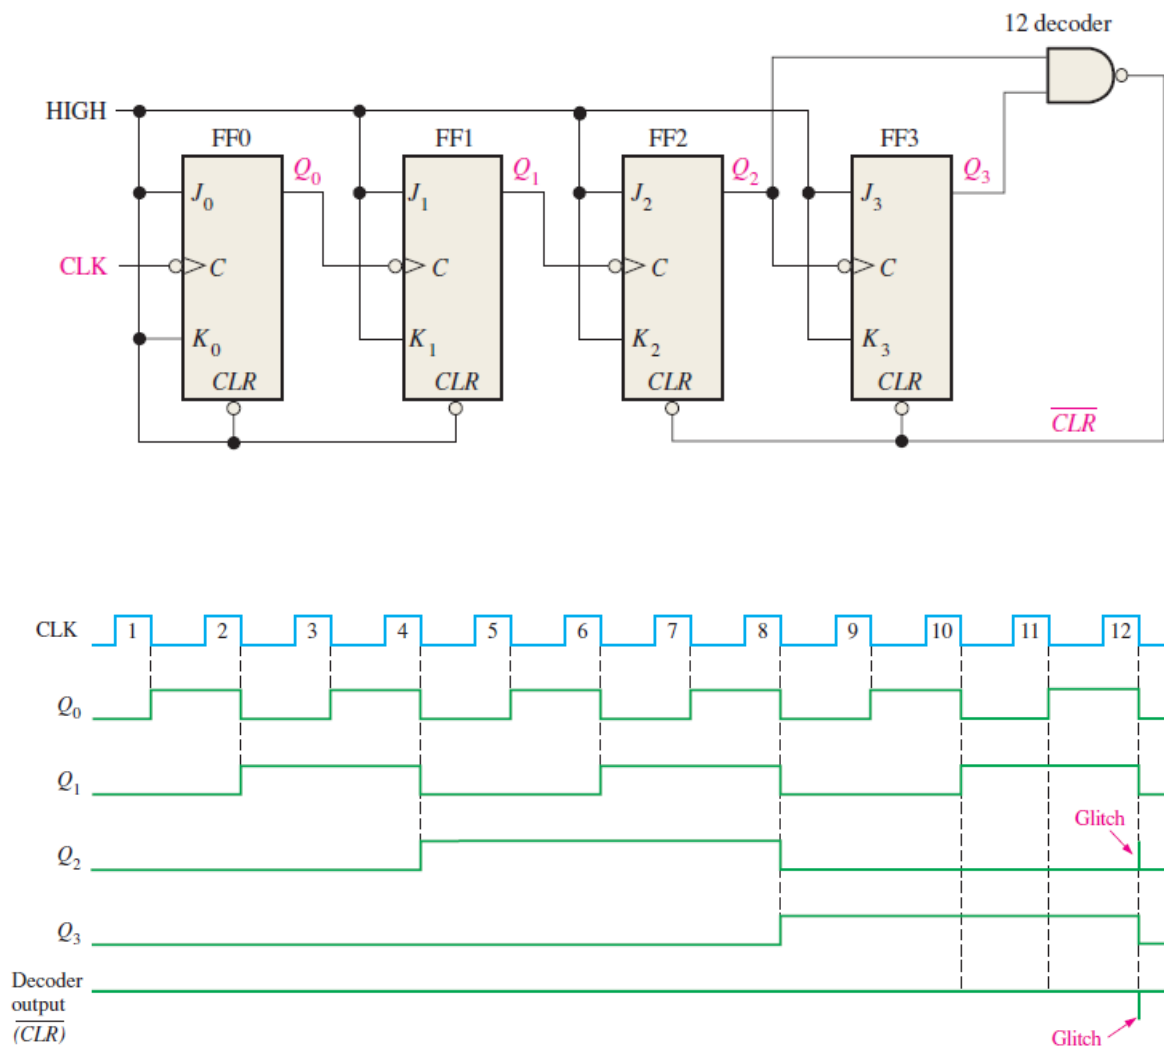 12 decoder
HIGH
FF0 FF1 FF2 FF3
Q₀ Q₁ Q₂ Q₃
J₀ J₁ J₂ J₃
CLK C C C C
K₀ K₁ K₂ K₃
CLR CLR CLR CLR
C̅L̅R̅
CLK 1 2 3 4 5 6 7 8 9 10 11 12
Q₀
Q₁
Glitch
Q₂
Q₃
Decoder
output
(C̅L̅R̅)
Glitch